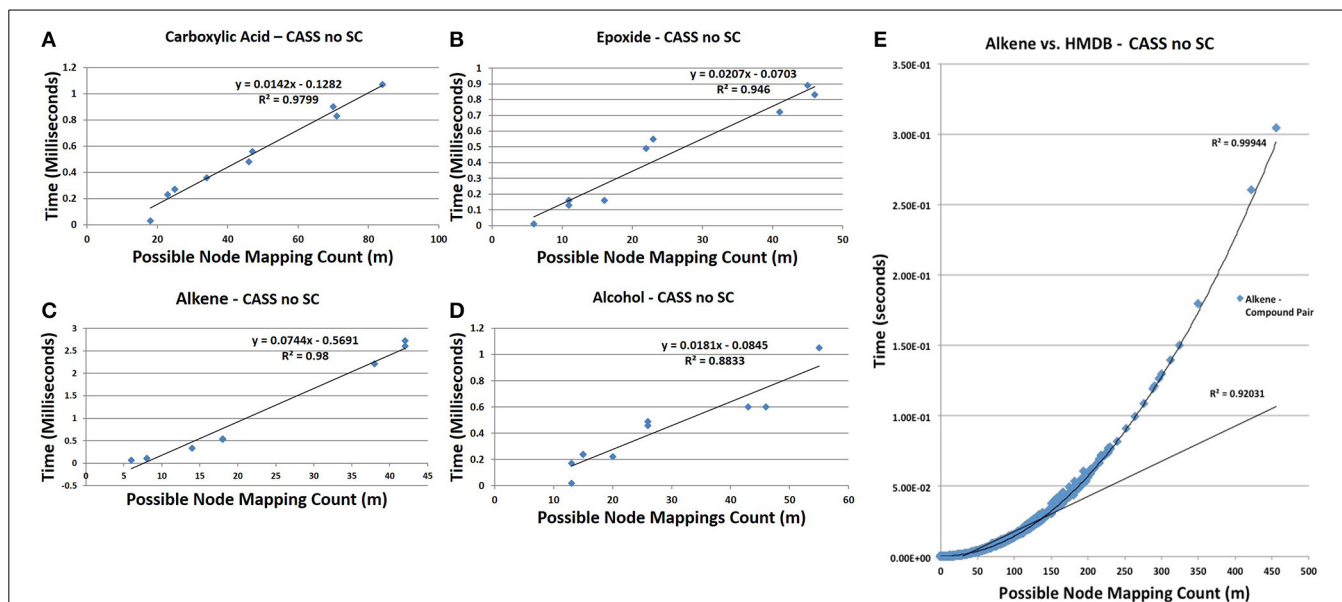 A
Carboxylic Acid – CASS no SC
y = 0.0142x - 0.1282
R² = 0.9799
Time (Milliseconds)
1.2
1
0.8
0.6
0.4
0.2
0
0 20 40 60 80 100
Possible Node Mapping Count (m)
B
Epoxide - CASS no SC
y = 0.0207x - 0.0703
R² = 0.946
Time (Milliseconds)
1
0.9
0.8
0.7
0.6
0.5
0.4
0.3
0.2
0.1
0
0 10 20 30 40 50
Possible Node Mapping Count (m)
C
Alkene - CASS no SC
y = 0.0744x - 0.5691
R² = 0.98
Time (Milliseconds)
3
2.5
2
1.5
1
0.5
0
-0.5
0 5 10 15 20 25 30 35 40 45
Possible Node Mapping Count (m)
D
Alcohol - CASS no SC
y = 0.0181x - 0.0845
R² = 0.8833
Time (Milliseconds)
1.2
1
0.8
0.6
0.4
0.2
0
0 10 20 30 40 50 60
Possible Node Mappings Count (m)
E
Alkene vs. HMDB - CASS no SC
3.50E-01
3.00E-01
2.50E-01
2.00E-01
1.50E-01
1.00E-01
5.00E-02
0.00E+00
Time (seconds)
R² = 0.99944
Alkene -
Compound Pair
R² = 0.92031
0 50 100 150 200 250 300 350 400 450 500
Possible Node Mapping Count (m)